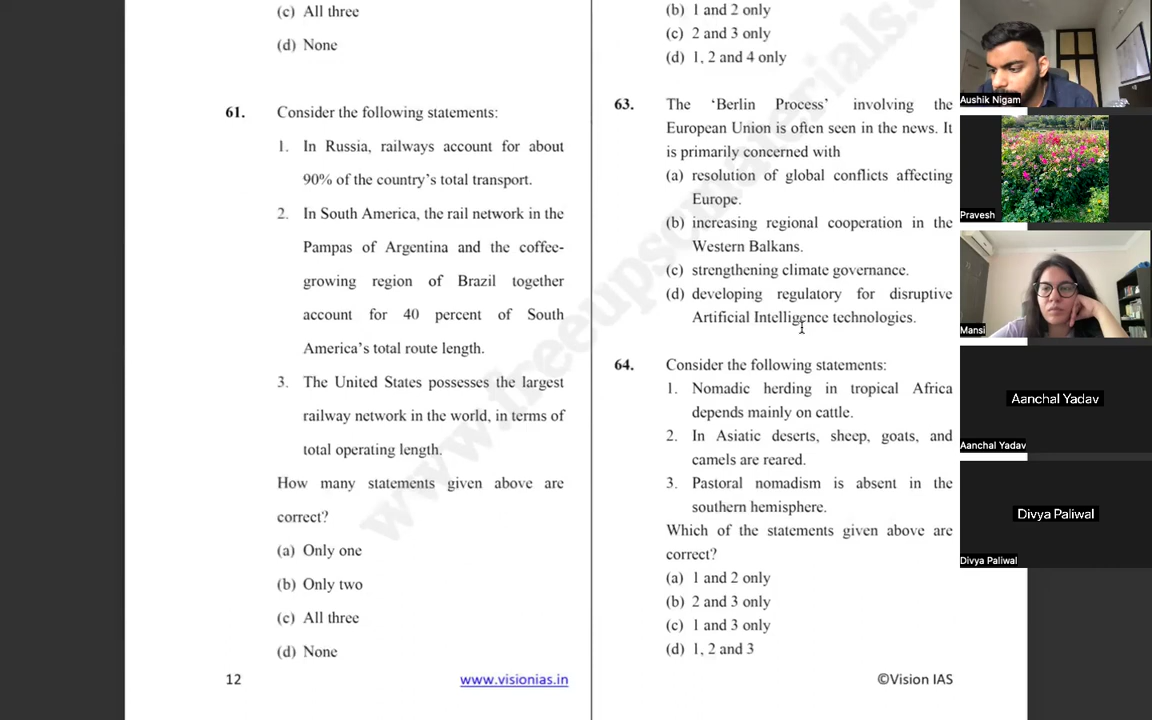 (c) All three
(d) None
61. Consider the following statements:
1. In Russia, railways account for about
90% of the country's total transport.
2. In South America, the rail network in the
Pampas of Argentina and the coffee-
growing region of Brazil together
account for 40 percent of South
America's total route length.
3. The United States possesses the largest
railway network in the world, in terms of
total operating length.
How many statements given above are
correct?
(a) Only one
(b) Only two
(c) All three
(d) None
12
www.visionias.in
(b) 1 and 2 only
(c) 2 and 3 only
(d) 1, 2 and 4 only
63. The 'Berlin Process' involving the
European Union is often seen in the news. It
is primarily concerned with
(a) resolution of global conflicts affecting
Europe.
(b) increasing regional cooperation in the
Western Balkans.
(c) strengthening climate governance.
(d) developing regulatory for disruptive
Artificial Intelligence technologies.
64. Consider the following statements:
1. Nomadic herding in tropical Africa
depends mainly on cattle.
2. In Asiatic deserts, sheep, goats, and
camels are reared.
3. Pastoral nomadism is absent in the
southern hemisphere.
Which of the statements given above are
correct?
(a) 1 and 2 only
(b) 2 and 3 only
(c) 1 and 3 only
(d) 1, 2 and 3
©Vision IAS
Aushik Nigam
Pravesh
Mansi
Aanchal Yadav
Aanchal Yadav
Divya Paliwal
Divya Paliwal